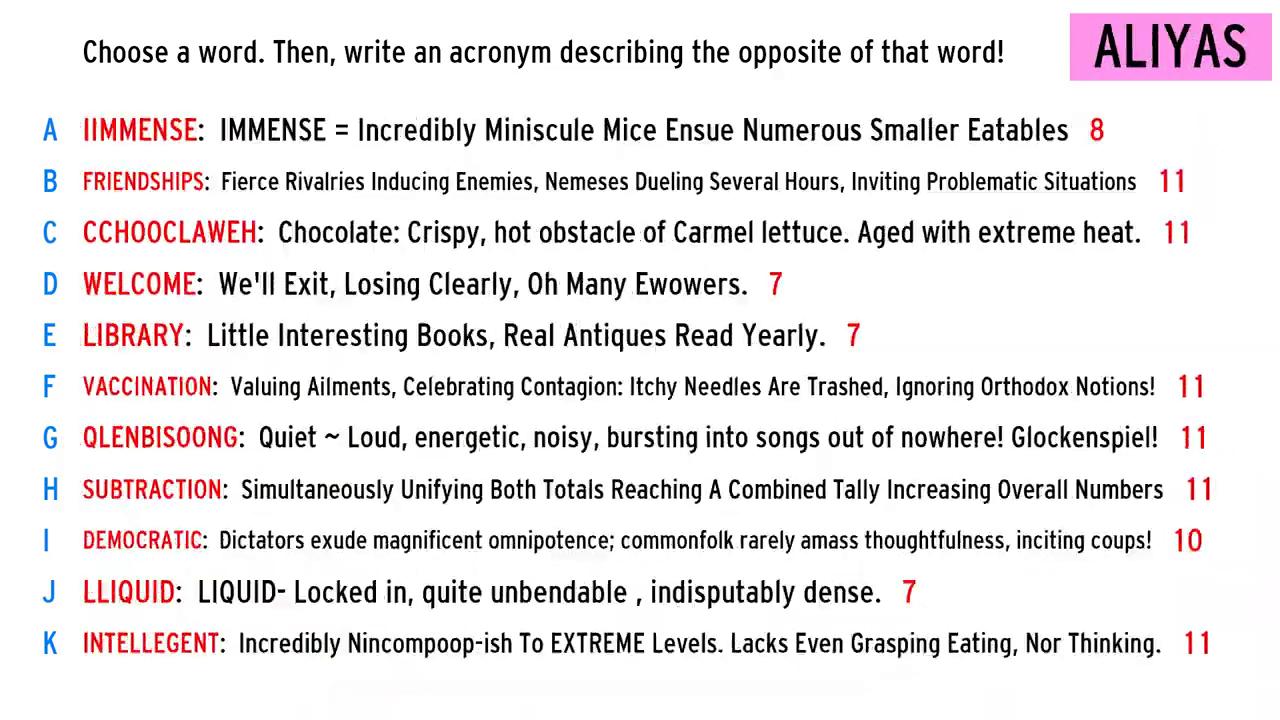 Choose a word. Then, write an acronym describing the opposite of that word!
ALIYAS
A IIMMENSE: IMMENSE = Incredibly Miniscule Mice Ensue Numerous Smaller Eatables 8
B FRIENDSHIPS: Fierce Rivalries Inducing Enemies, Nemeses Dueling Several Hours, Inviting Problematic Situations 11
C CCHOOCLAWEH: Chocolate: Crispy, hot obstacle of Carmel lettuce. Aged with extreme heat. 11
D WELCOME: We'll Exit, Losing Clearly, Oh Many Ewowers. 7
E LIBRARY: Little Interesting Books, Real Antiques Read Yearly. 7
F VACCINATION: Valuing Ailments, Celebrating Contagion: Itchy Needles Are Trashed, Ignoring Orthodox Notions! 11
G QLENBISOONG: Quiet ~ Loud, energetic, noisy, bursting into songs out of nowhere! Glockenspiel! 11
H SUBTRACTION: Simultaneously Unifying Both Totals Reaching A Combined Tally Increasing Overall Numbers 11
I DEMOCRATIC: Dictators exude magnificent omnipotence; commonfolk rarely amass thoughtfulness, inciting coups! 10
J LLIQUID: LIQUID- Locked in, quite unbendable , indisputably dense. 7
K INTELLEGENT: Incredibly Nincompoop-ish To EXTREME Levels. Lacks Even Grasping Eating, Nor Thinking. 11